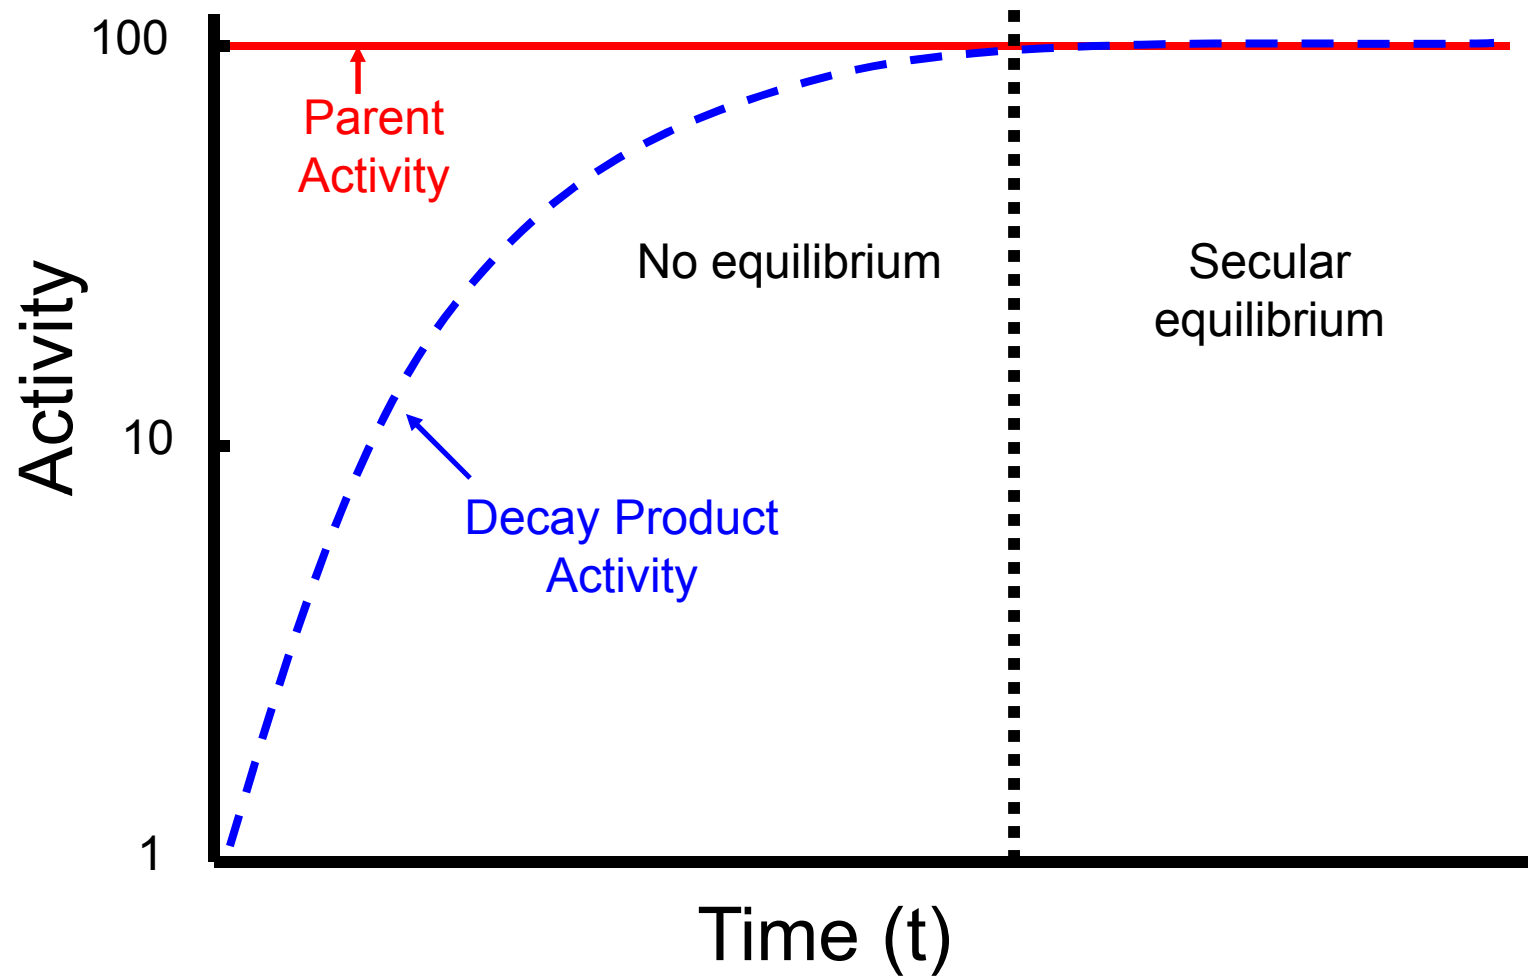 100
Parent
Activity
No equilibrium
Secular
equilibrium
Activity
10
Decay Product
Activity
1
Time (t)